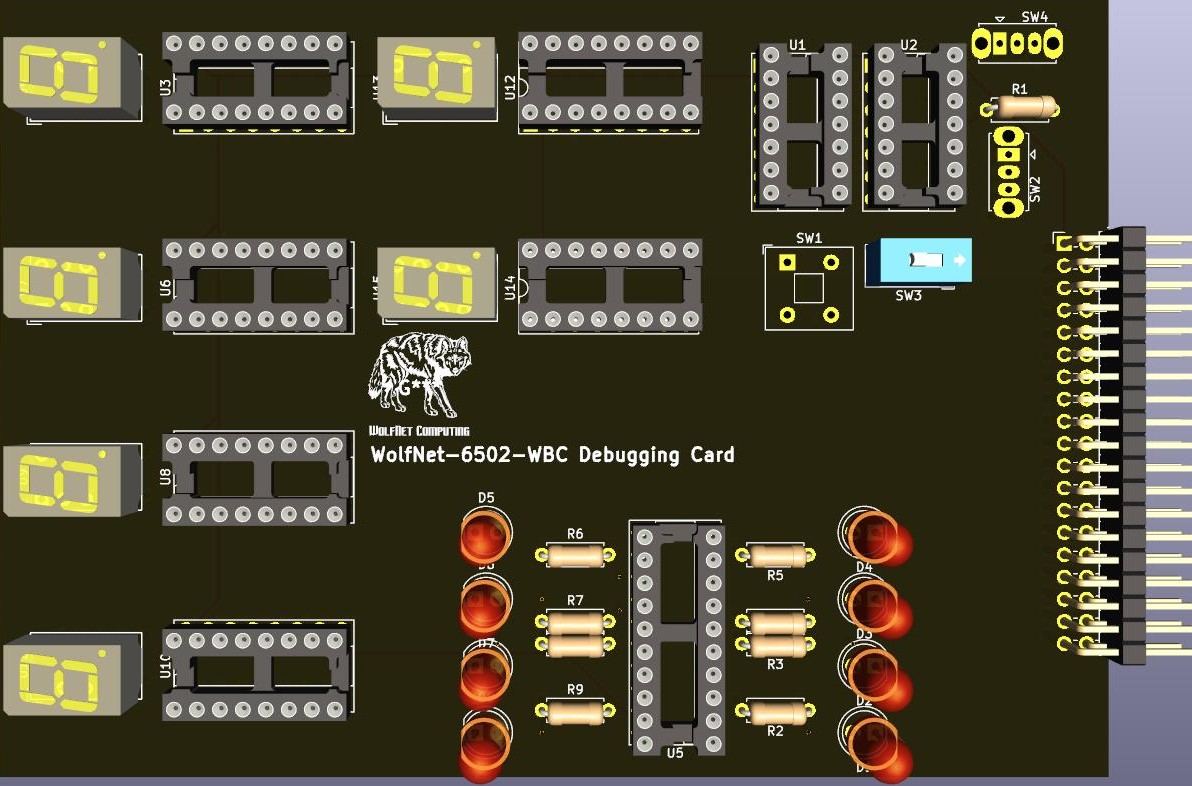 SW4
U1
U2
R1
SW2
U3
U12
SW1
SW3
U6
U14
G**
WolfNet Computing
WolfNet-6502-WBC Debugging Card
U8
D5
R6
R5
D4
R7
D7
D3
R3
U10
R9
D2
R2
U5